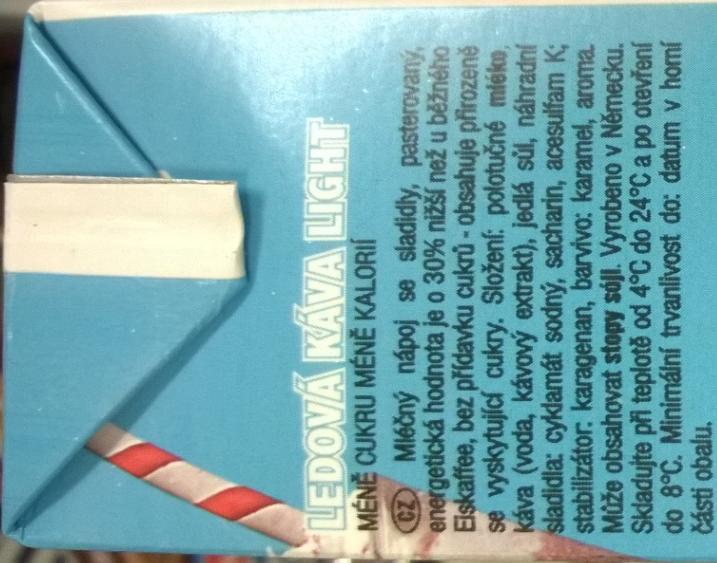 LEDOVÁ KÁVA LIGHT
MÉNĚ CUKRU MÉNĚ KALORIÍ
CZ Mléčný nápoj se sladidly, pasterovaný,
energetická hodnota je o 30% nižší než u běžného
Eiskaffee, bez přídavku cukrů - obsahuje přirozeně
se vyskytující cukry. Složení: polotučné mléko,
káva (voda, kávový extrakt), jedlá sůl, náhradní
sladidla: cyklamát sodný, sacharin, acesulfam K;
stabilizátor: karagenan, barvivo: karamel, aroma.
Může obsahovat stopy sójí. Vyrobeno v Německu.
Skladujte při teplotě od 4°C do 24°C a po otevření
do 8°C. Minimální trvanlivost do: datum v horní
části obalu.